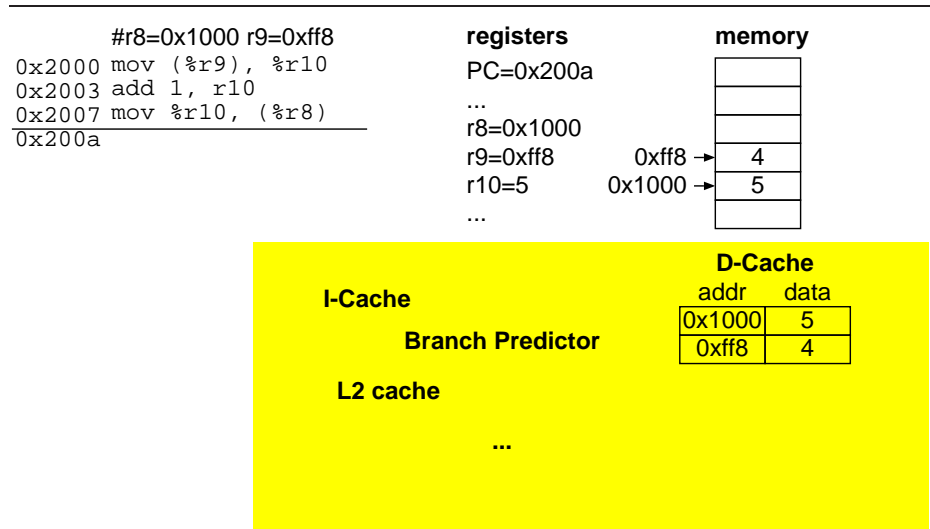 #r8=0x1000 r9=0xff8
0x2000 mov (%r9), %r10
0x2003 add 1, r10
0x2007 mov %r10, (%r8)
0x200a
registers
PC=0x200a
...
r8=0x1000
r9=0xff8
r10=5
...
memory
0xff8 4
0x1000 5
I-Cache
Branch Predictor
L2 cache
...
D-Cache
addr data
0x1000 5
0xff8 4